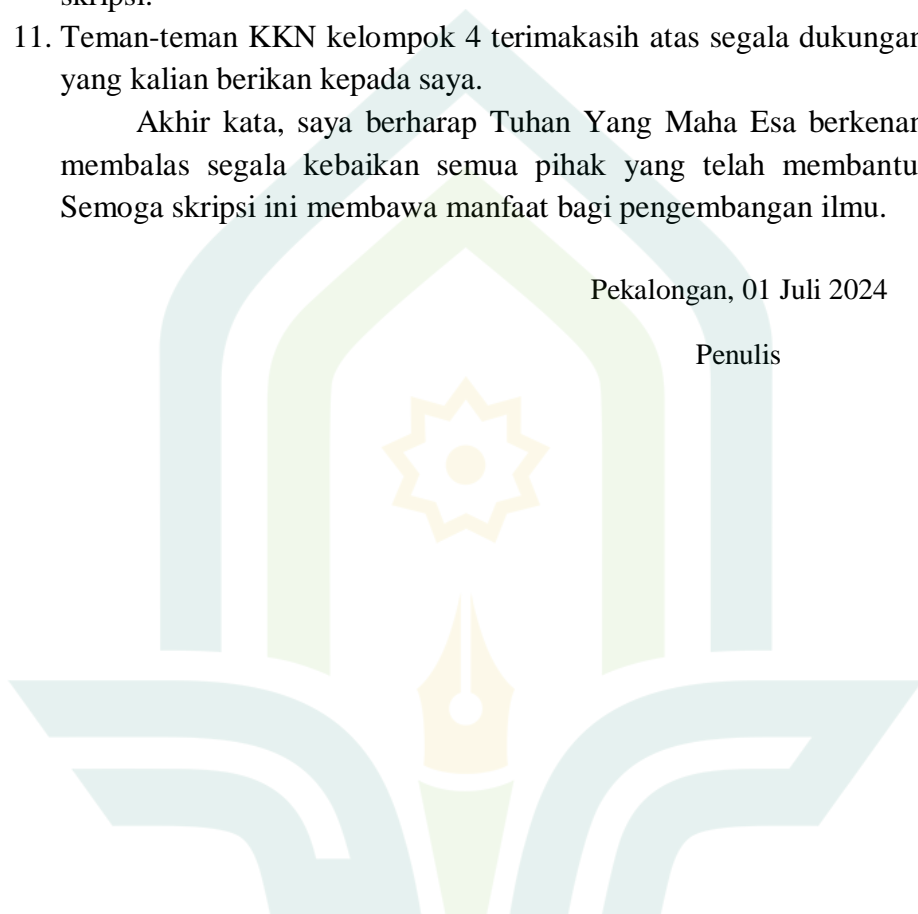 skripsi.
11. Teman-teman KKN kelompok 4 terimakasih atas segala dukungan
yang kalian berikan kepada saya.
Akhir kata, saya berharap Tuhan Yang Maha Esa berkenan
membalas segala kebaikan semua pihak yang telah membantu
Semoga skripsi ini membawa manfaat bagi pengembangan ilmu.
Pekalongan, 01 Juli 2024
Penulis